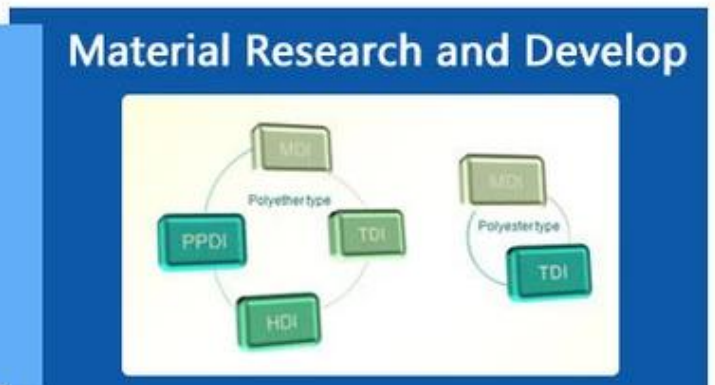 Material Research and Develop
MDI
Polyether type
PPDI
TDI
HDI
MDI
Polyester type
TDI